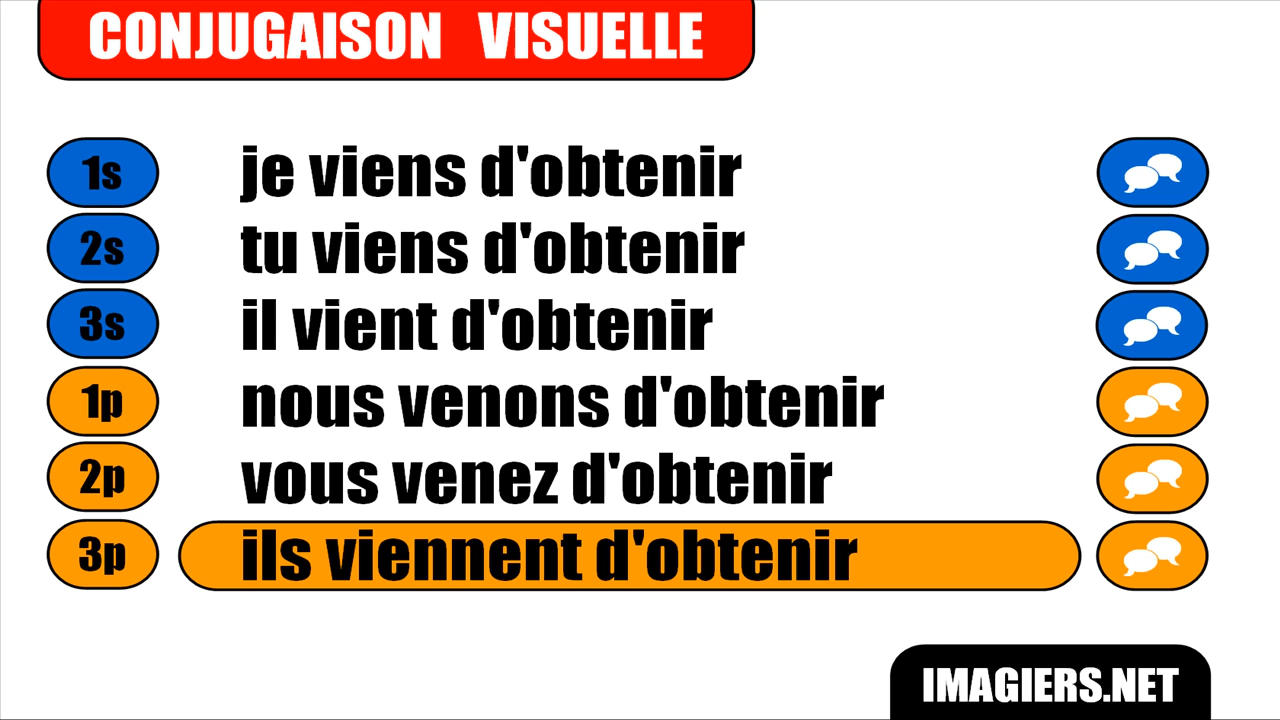 CONJUGAISON VISUELLE
1s je viens d'obtenir
2s tu viens d'obtenir
3s il vient d'obtenir
1p nous venons d'obtenir
2p vous venez d'obtenir
3p ils viennent d'obtenir
IMAGIERS.NET